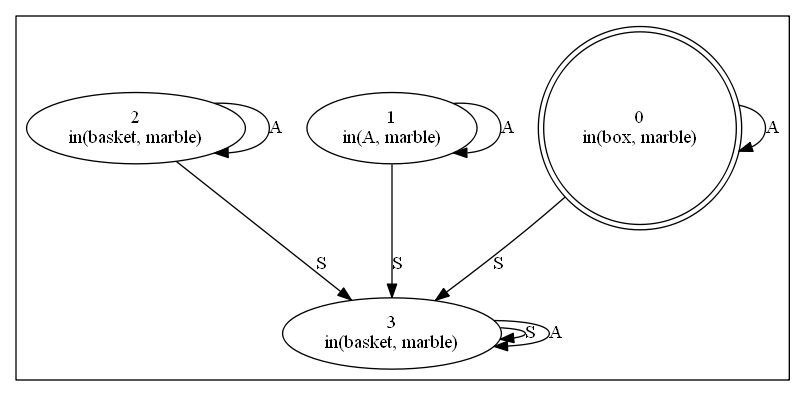 2
in(basket, marble)
A
1
in(A, marble)
A
0
in(box, marble)
A
S
S
S
3
in(basket, marble)
S
A